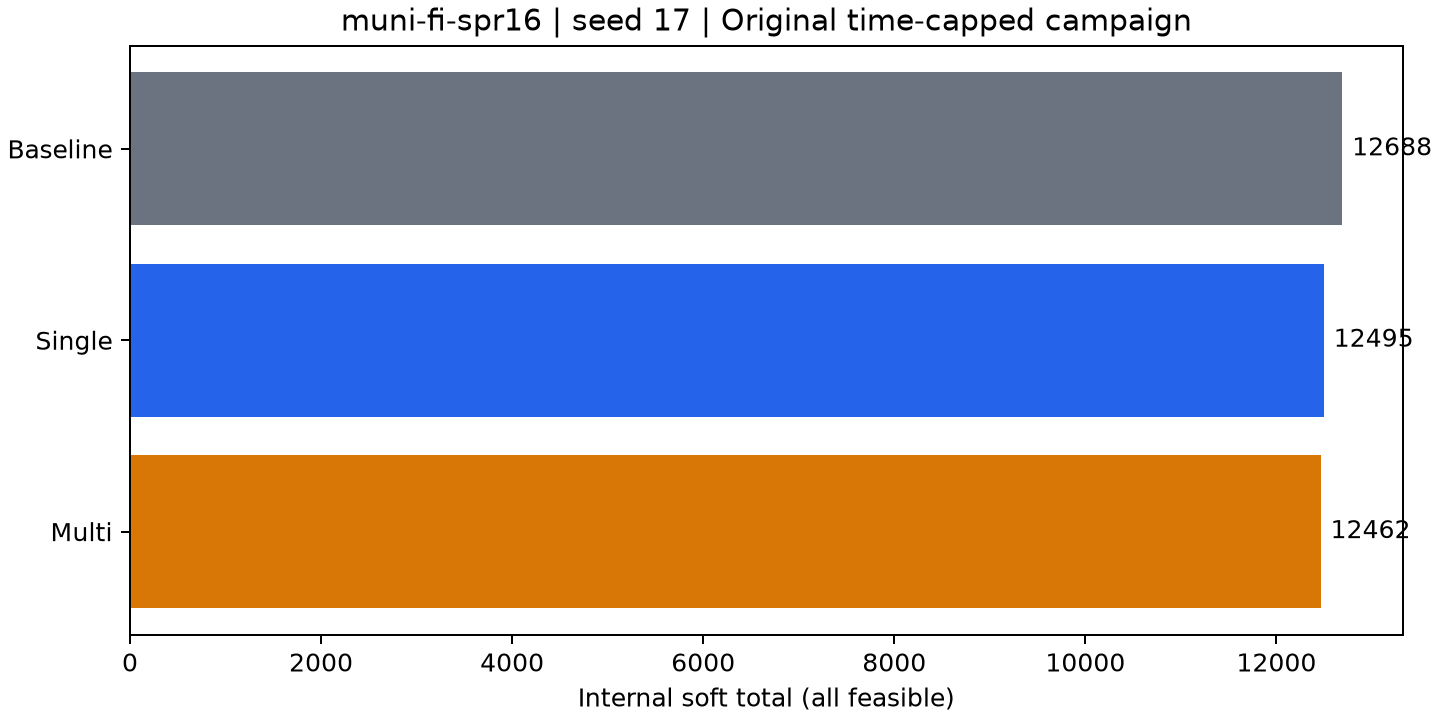 muni-fi-spr16 | seed 17 | Original time-capped campaign
Baseline
12688
Single
12495
Multi
12462
0 2000 4000 6000 8000 10000 12000
Internal soft total (all feasible)